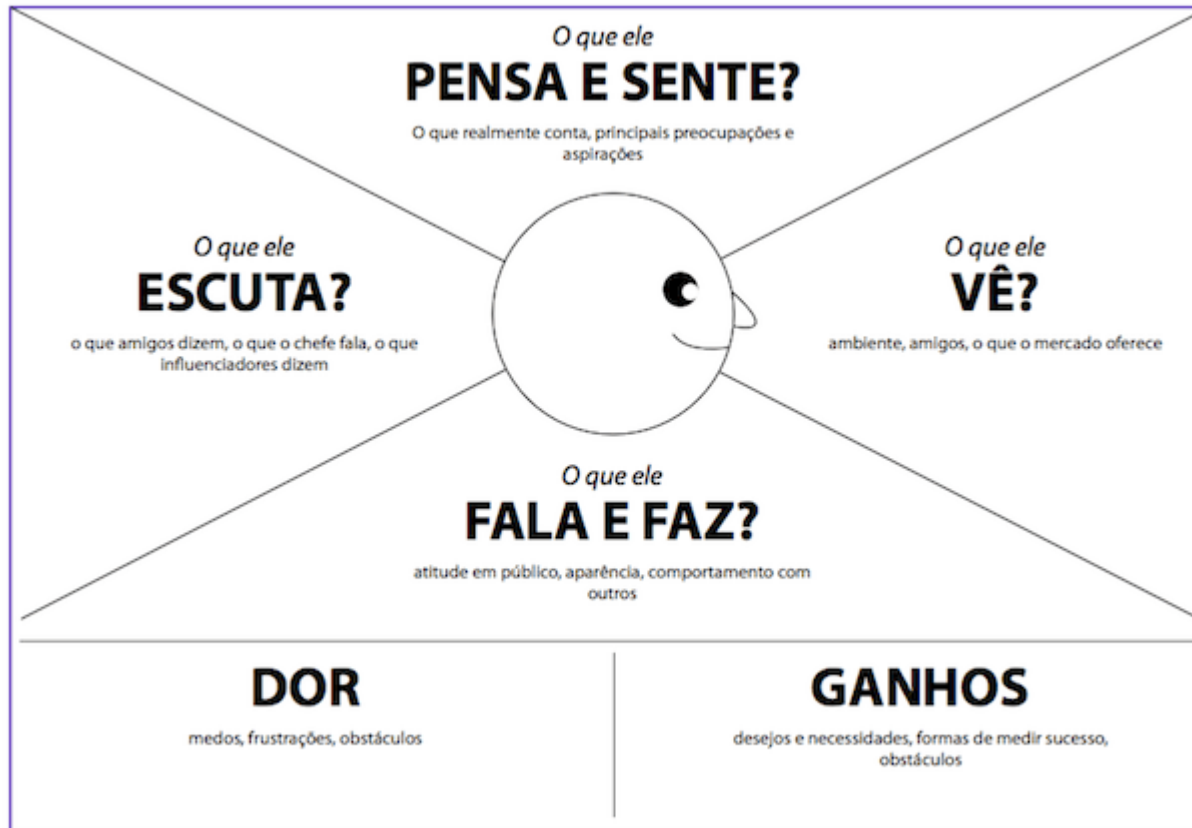 O que ele
PENSA E SENTE?
O que realmente conta, principais preocupações e
aspirações
O que ele
ESCUTA?
o que amigos dizem, o que o chefe fala, o que
influenciadores dizem
O que ele
VÊ?
ambiente, amigos, o que o mercado oferece
O que ele
FALA E FAZ?
atitude em público, aparência, comportamento com
outros
DOR
medos, frustrações, obstáculos
GANHOS
desejos e necessidades, formas de medir sucesso,
obstáculos